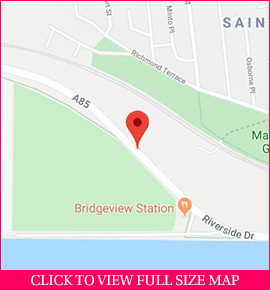 rt St
Minto Pl
SAIN
Richmond Terrace
Osborne Pl
A85
Ma
G
Bridgeview Station
Riverside Dr
CLICK TO VIEW FULL SIZE MAP